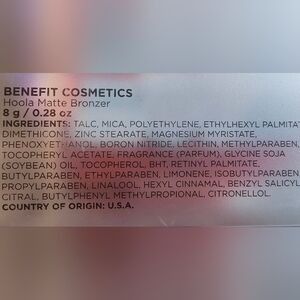 BENEFIT COSMETICS
Hoola Matte Bronzer
8 g / 0.28 oz
INGREDIENTS: TALC, MICA, POLYETHYLENE, ETHYLHEXYL PALMITAT
DIMETHICONE, ZINC STEARATE, MAGNESIUM MYRISTATE,
PHENOXYETHANOL, BORON NITRIDE, LECITHIN, METHYLPARABEN,
TOCOPHERYL ACETATE, FRAGRANCE (PARFUM), GLYCINE SOJA
(SOYBEAN) OIL, TOCOPHEROL, BHT, RETINYL PALMITATE,
BUTYLPARABEN, ETHYLPARABEN, LIMONENE, ISOBUTYLPARABEN
PROPYLPARABEN, LINALOOL, HEXYL CINNAMAL, BENZYL SALICYL
CITRAL, BUTYLPHENYL METHYLPROPIONAL, CITRONELLOL.
COUNTRY OF ORIGIN: U.S.A.